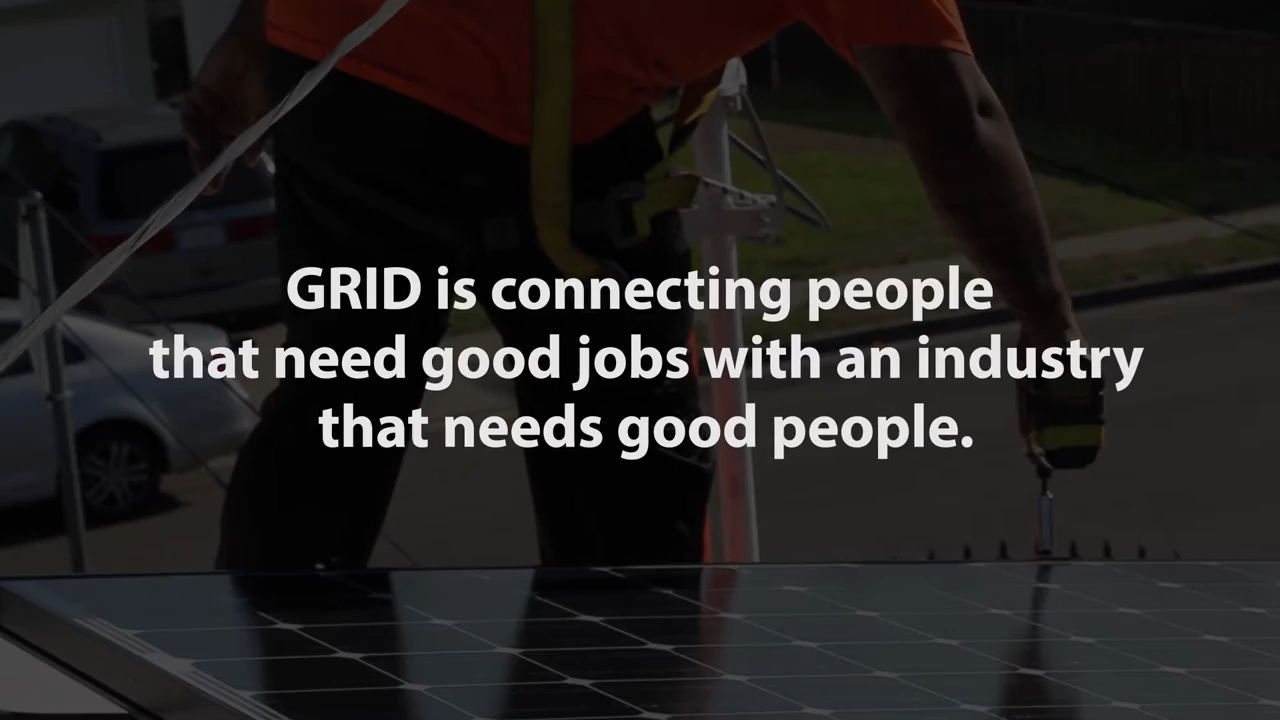 GRID is connecting people
that need good jobs with an industry
that needs good people.